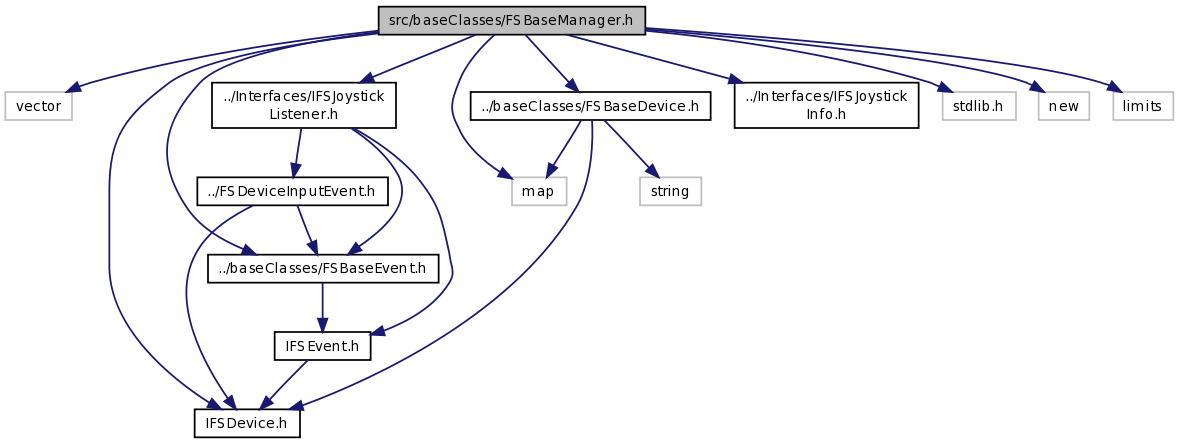 src/baseClasses/FSBaseManager.h
vector
../Interfaces/IFSJoystick
Listener.h
../baseClasses/FSBaseDevice.h
../Interfaces/IFSJoystick
Info.h
stdlib.h
new
limits
../FSDeviceInputEvent.h
map
string
../baseClasses/FSBaseEvent.h
IFSEvent.h
IFSDevice.h